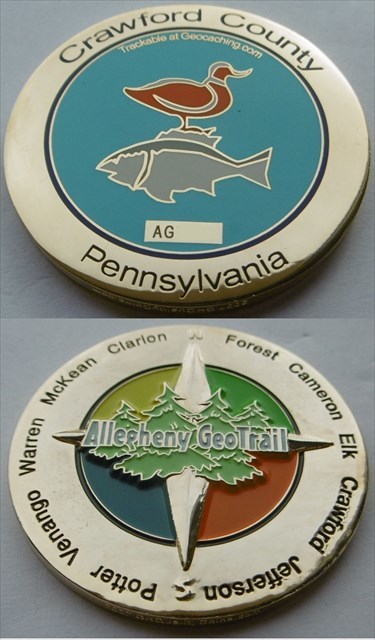 Crawford County
Trackable at Geocaching.com
AG
Pennsylvania
N
Forest Cameron Elk Crawford Jefferson
S
Potter Venango Warren McKean Clarion
Allegheny GeoTrail